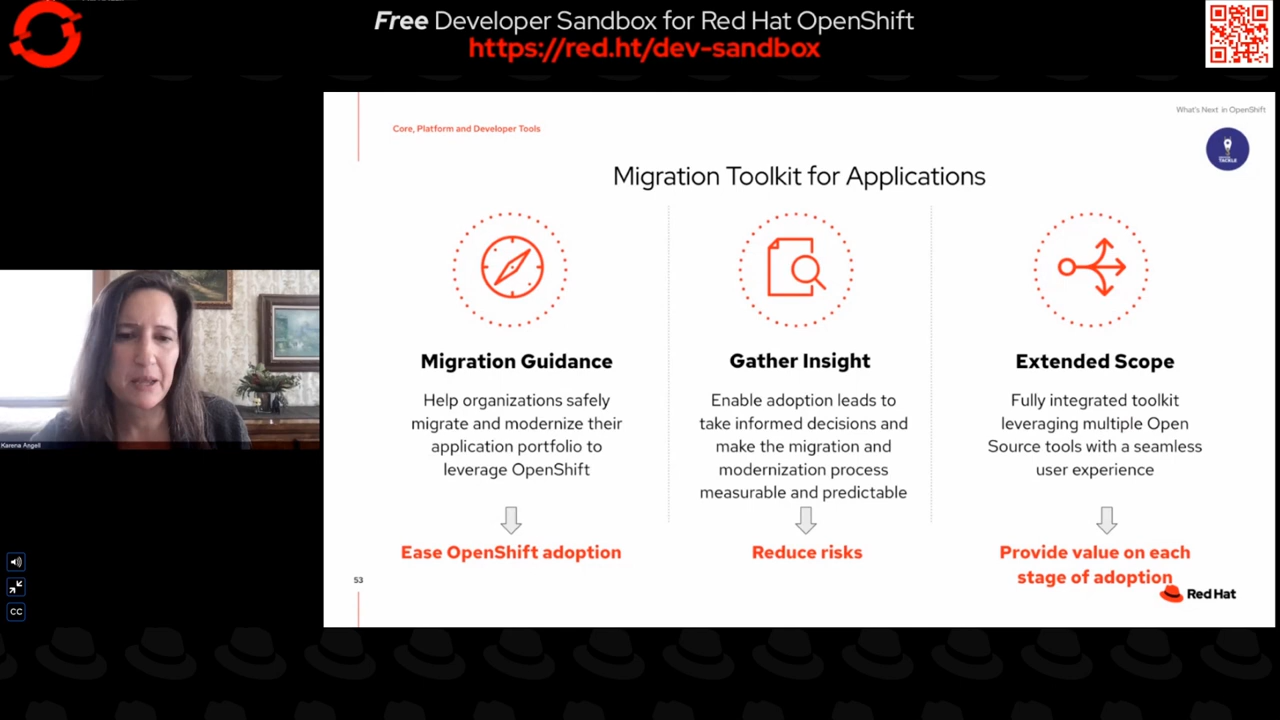 Free Developer Sandbox for Red Hat OpenShift
https://red.ht/dev-sandbox
What's Next in OpenShift
Core, Platform and Developer Tools
TACKLE
Migration Toolkit for Applications
Migration Guidance
Help organizations safely
migrate and modernize their
application portfolio to
leverage OpenShift
Ease OpenShift adoption
Gather Insight
Enable adoption leads to
take informed decisions and
make the migration and
modernization process
measurable and predictable
Reduce risks
Extended Scope
Fully integrated toolkit
leveraging multiple Open
Source tools with a seamless
user experience
Provide value on each
stage of adoption
Karena Angell
CC
53
Red Hat